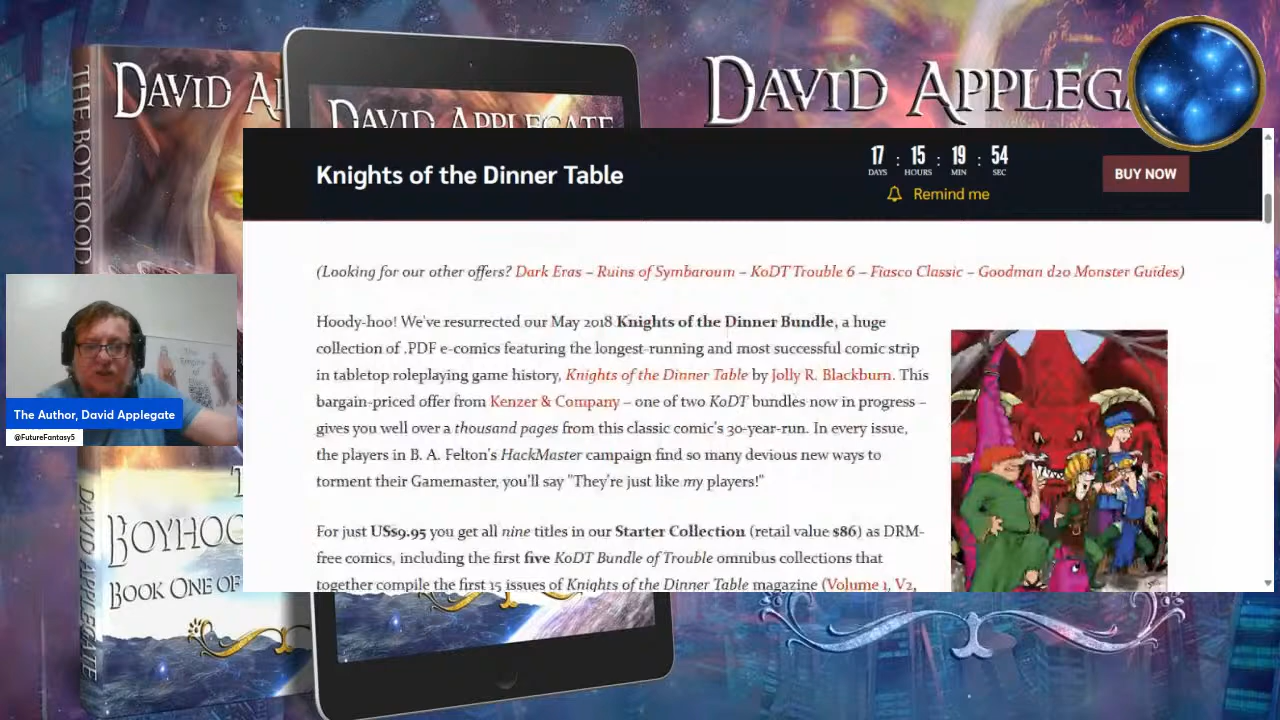 DAVID APPLEGA
THE BOYHOOD
DAVID A
DAVID APPLEGATE
Knights of the Dinner Table
17 : 15 : 19 : 54
DAYS HOURS MIN SEC
Remind me
BUY NOW
(Looking for our other offers? Dark Eras – Ruins of Symbaroum – KoDT Trouble 6 – Fiasco Classic – Goodman d20 Monster Guides)
Hoody-hoo! We've resurrected our May 2018 Knights of the Dinner Bundle, a huge
collection of .PDF e-comics featuring the longest-running and most successful comic strip
in tabletop roleplaying game history, Knights of the Dinner Table by Jolly R. Blackburn. This
bargain-priced offer from Kenzer & Company – one of two KoDT bundles now in progress –
gives you well over a thousand pages from this classic comic's 30-year-run. In every issue,
the players in B. A. Felton's HackMaster campaign find so many devious new ways to
torment their Gamemaster, you'll say "They're just like my players!"
For just US$9.95 you get all nine titles in our Starter Collection (retail value $86) as DRM-
free comics, including the first five KoDT Bundle of Trouble omnibus collections that
together compile the first 15 issues of Knights of the Dinner Table magazine (Volume 1, V2,
The Author, David Applegate
@FutureFantasy5
BOYHOO
BOOK ONE OF
DAVID APPLEGATE